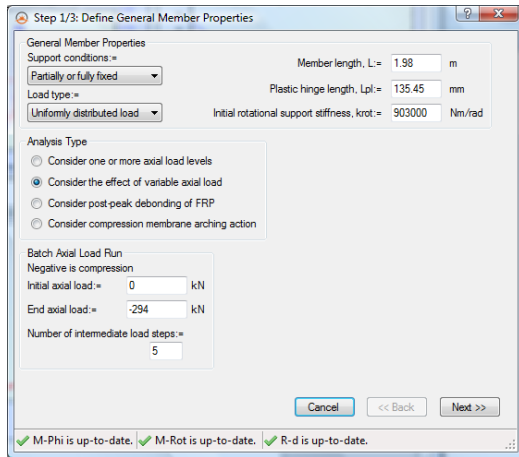 Step 1/3: Define General Member Properties
General Member Properties
Support conditions:=
Partially or fully fixed
Load type:=
Uniformly distributed load
Member length, L:= 1.98 m
Plastic hinge length, Lpl:= 135.45 mm
Initial rotational support stiffness, krot:= 903000 Nm/rad
Analysis Type
Consider one or more axial load levels
Consider the effect of variable axial load
Consider post-peak debonding of FRP
Consider compression membrane arching action
Batch Axial Load Run
Negative is compression
Initial axial load:= 0 kN
End axial load:= -294 kN
Number of intermediate load steps:=
5
Cancel << Back Next >>
M-Phi is up-to-date. M-Rot is up-to-date. R-d is up-to-date.